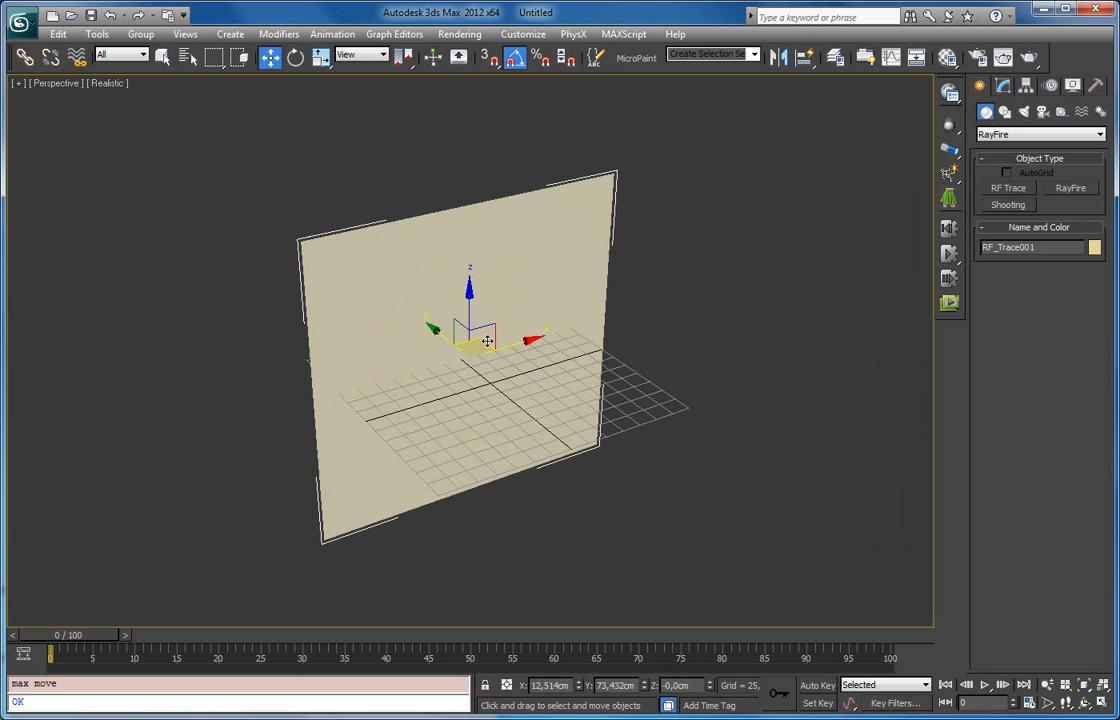 Autodesk 3ds Max 2012 x64 Untitled
Type a keyword or phrase
Edit Tools Group Views Create Modifiers Animation Graph Editors Rendering Customize PhysX MAXScript Help
All View 3 MicroPaint Create Selection Se
[ + ] [ Perspective ] [ Realistic ]
RayFire
- Object Type
AutoGrid
RF Trace RayFire
Shooting
- Name and Color
RF_Trace001
z
y x
< 0 / 100 >
0 5 10 15 20 25 30 35 40 45 50 55 60 65 70 75 80 85 90 95 100
max move
OK
X: 12,514cm Y: 73,432cm Z: -0,0cm Grid = 25,
Click and drag to select and move objects
Add Time Tag
Auto Key Selected
Set Key Key Filters... 0